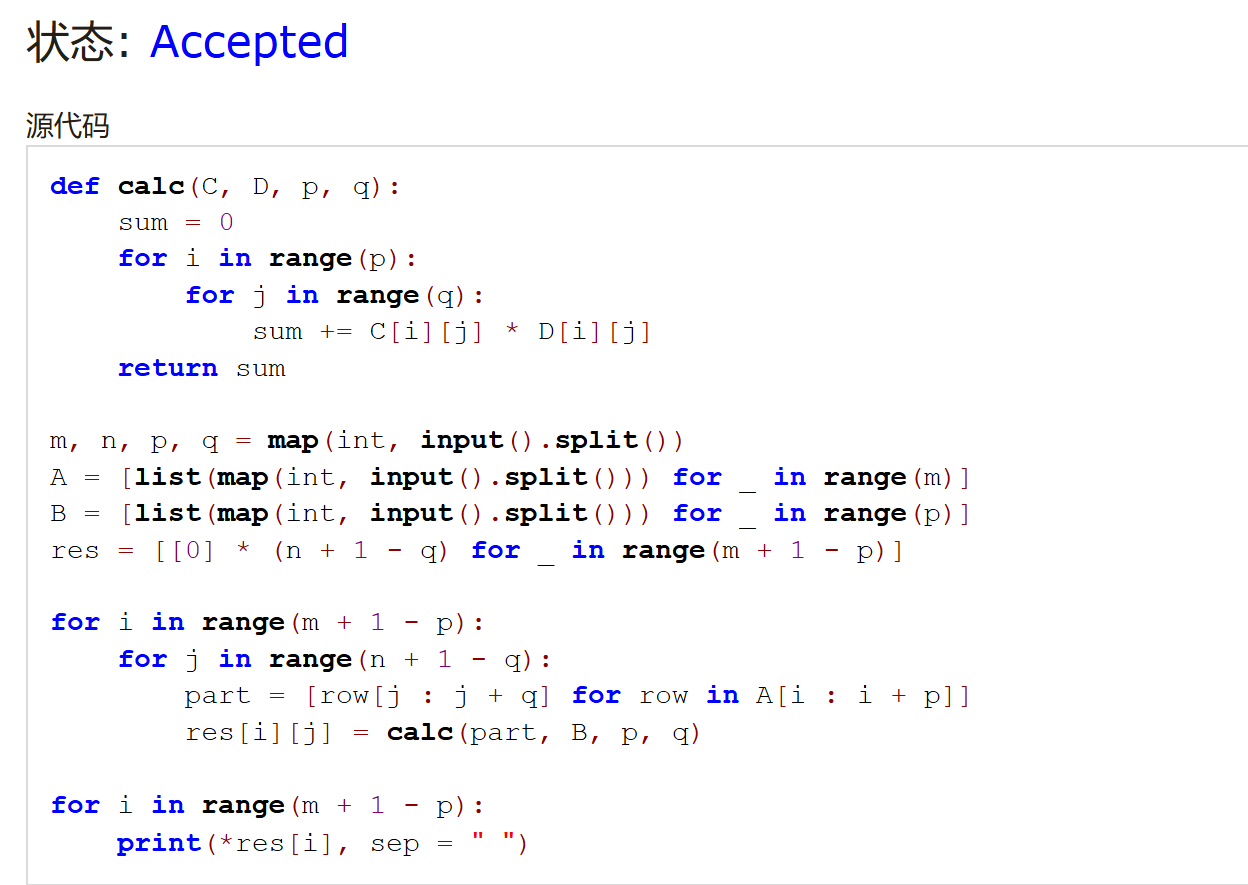 状态: Accepted
源代码
def calc(C, D, p, q):
    sum = 0
    for i in range(p):
        for j in range(q):
            sum += C[i][j] * D[i][j]
    return sum

m, n, p, q = map(int, input().split())
A = [list(map(int, input().split())) for _ in range(m)]
B = [list(map(int, input().split())) for _ in range(p)]
res = [[0] * (n + 1 - q) for _ in range(m + 1 - p)]

for i in range(m + 1 - p):
    for j in range(n + 1 - q):
        part = [row[j : j + q] for row in A[i : i + p]]
        res[i][j] = calc(part, B, p, q)

for i in range(m + 1 - p):
    print(*res[i], sep = " ")